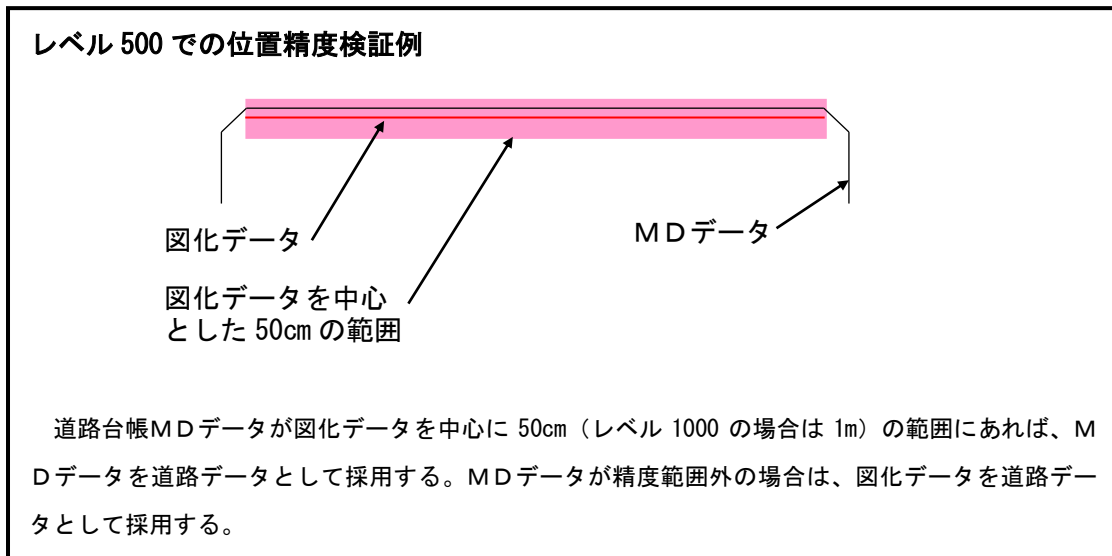 レベル 500 での位置精度検証例
図化データ
MDデータ
図化データを中心
とした 50cm の範囲
道路台帳MDデータが図化データを中心に 50cm（レベル 1000 の場合は 1m）の範囲にあれば、M
Dデータを道路データとして採用する。MDデータが精度範囲外の場合は、図化データを道路デー
タとして採用する。